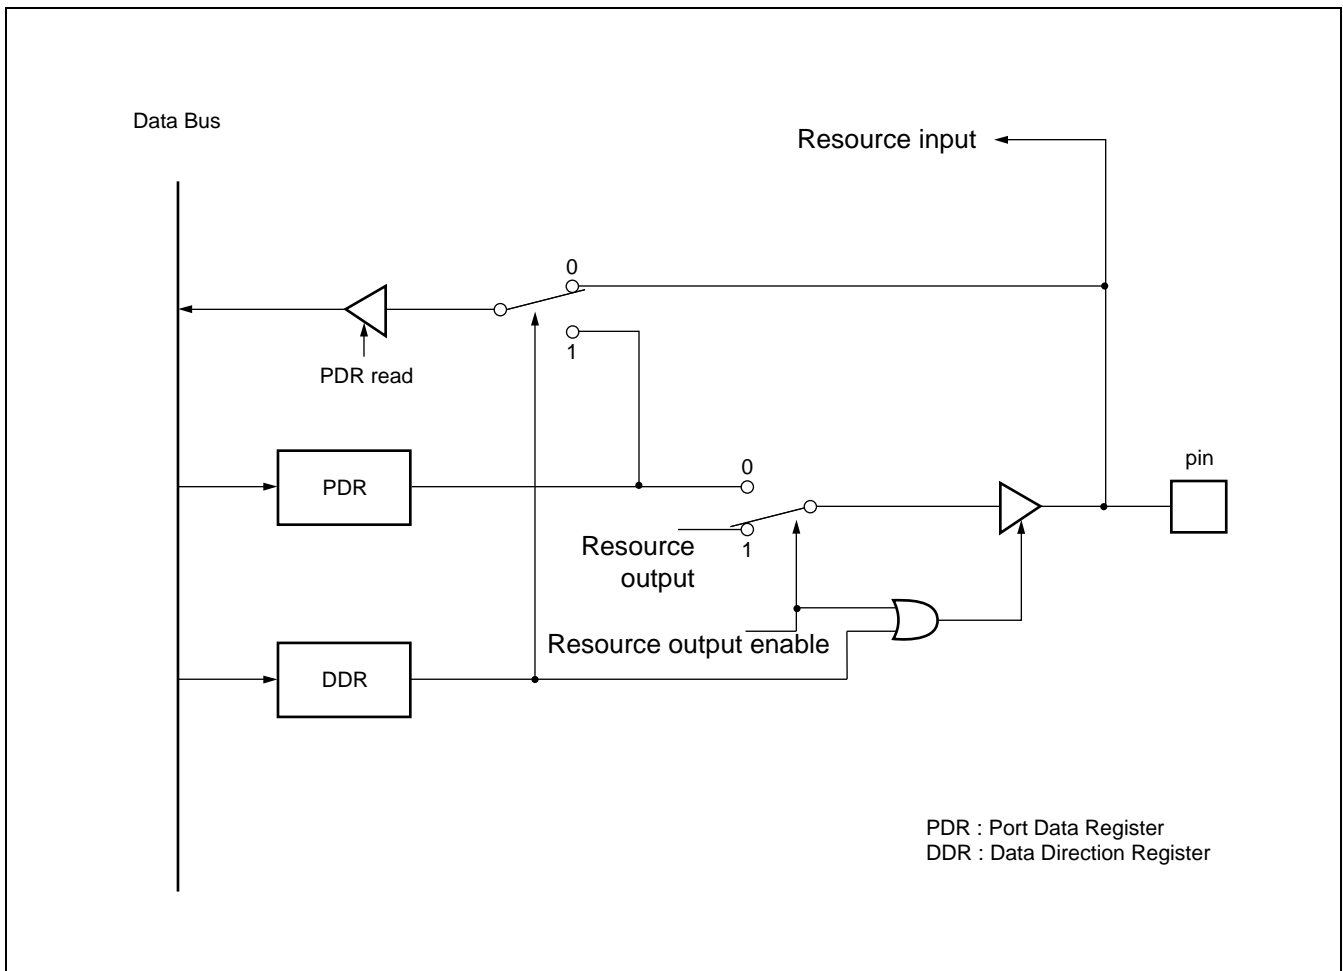 Data Bus
Resource input
0
1
PDR read
pin
0
PDR
1
Resource
output
Resource output enable
DDR
PDR : Port Data Register
DDR : Data Direction Register